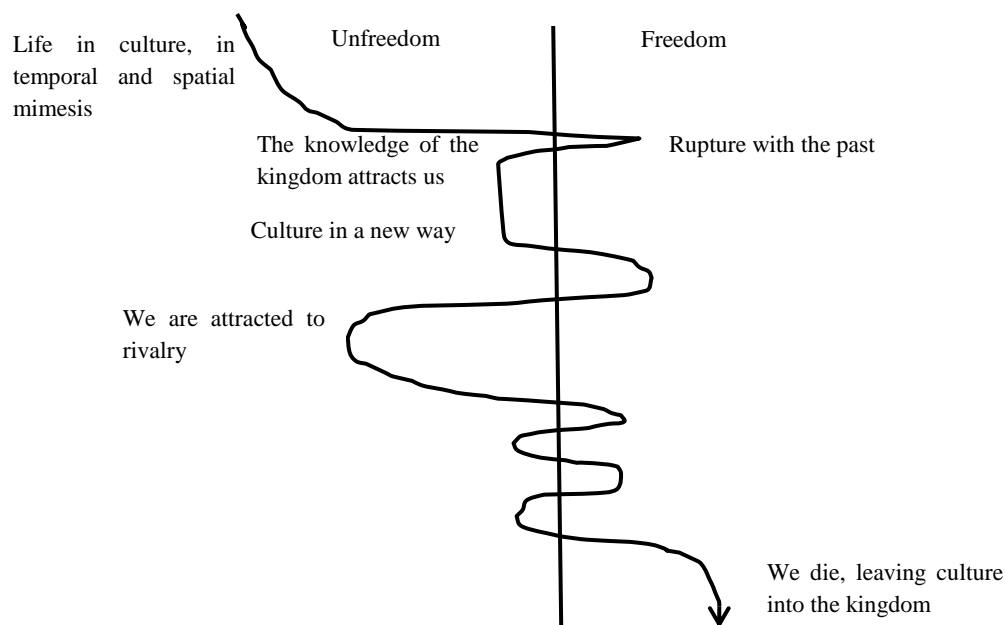 Unfreedom
Freedom
Life in culture, in
temporal and spatial
mimesis
The knowledge of the
kingdom attracts us
Rupture with the past
Culture in a new way
We are attracted to
rivalry
We die, leaving culture
into the kingdom